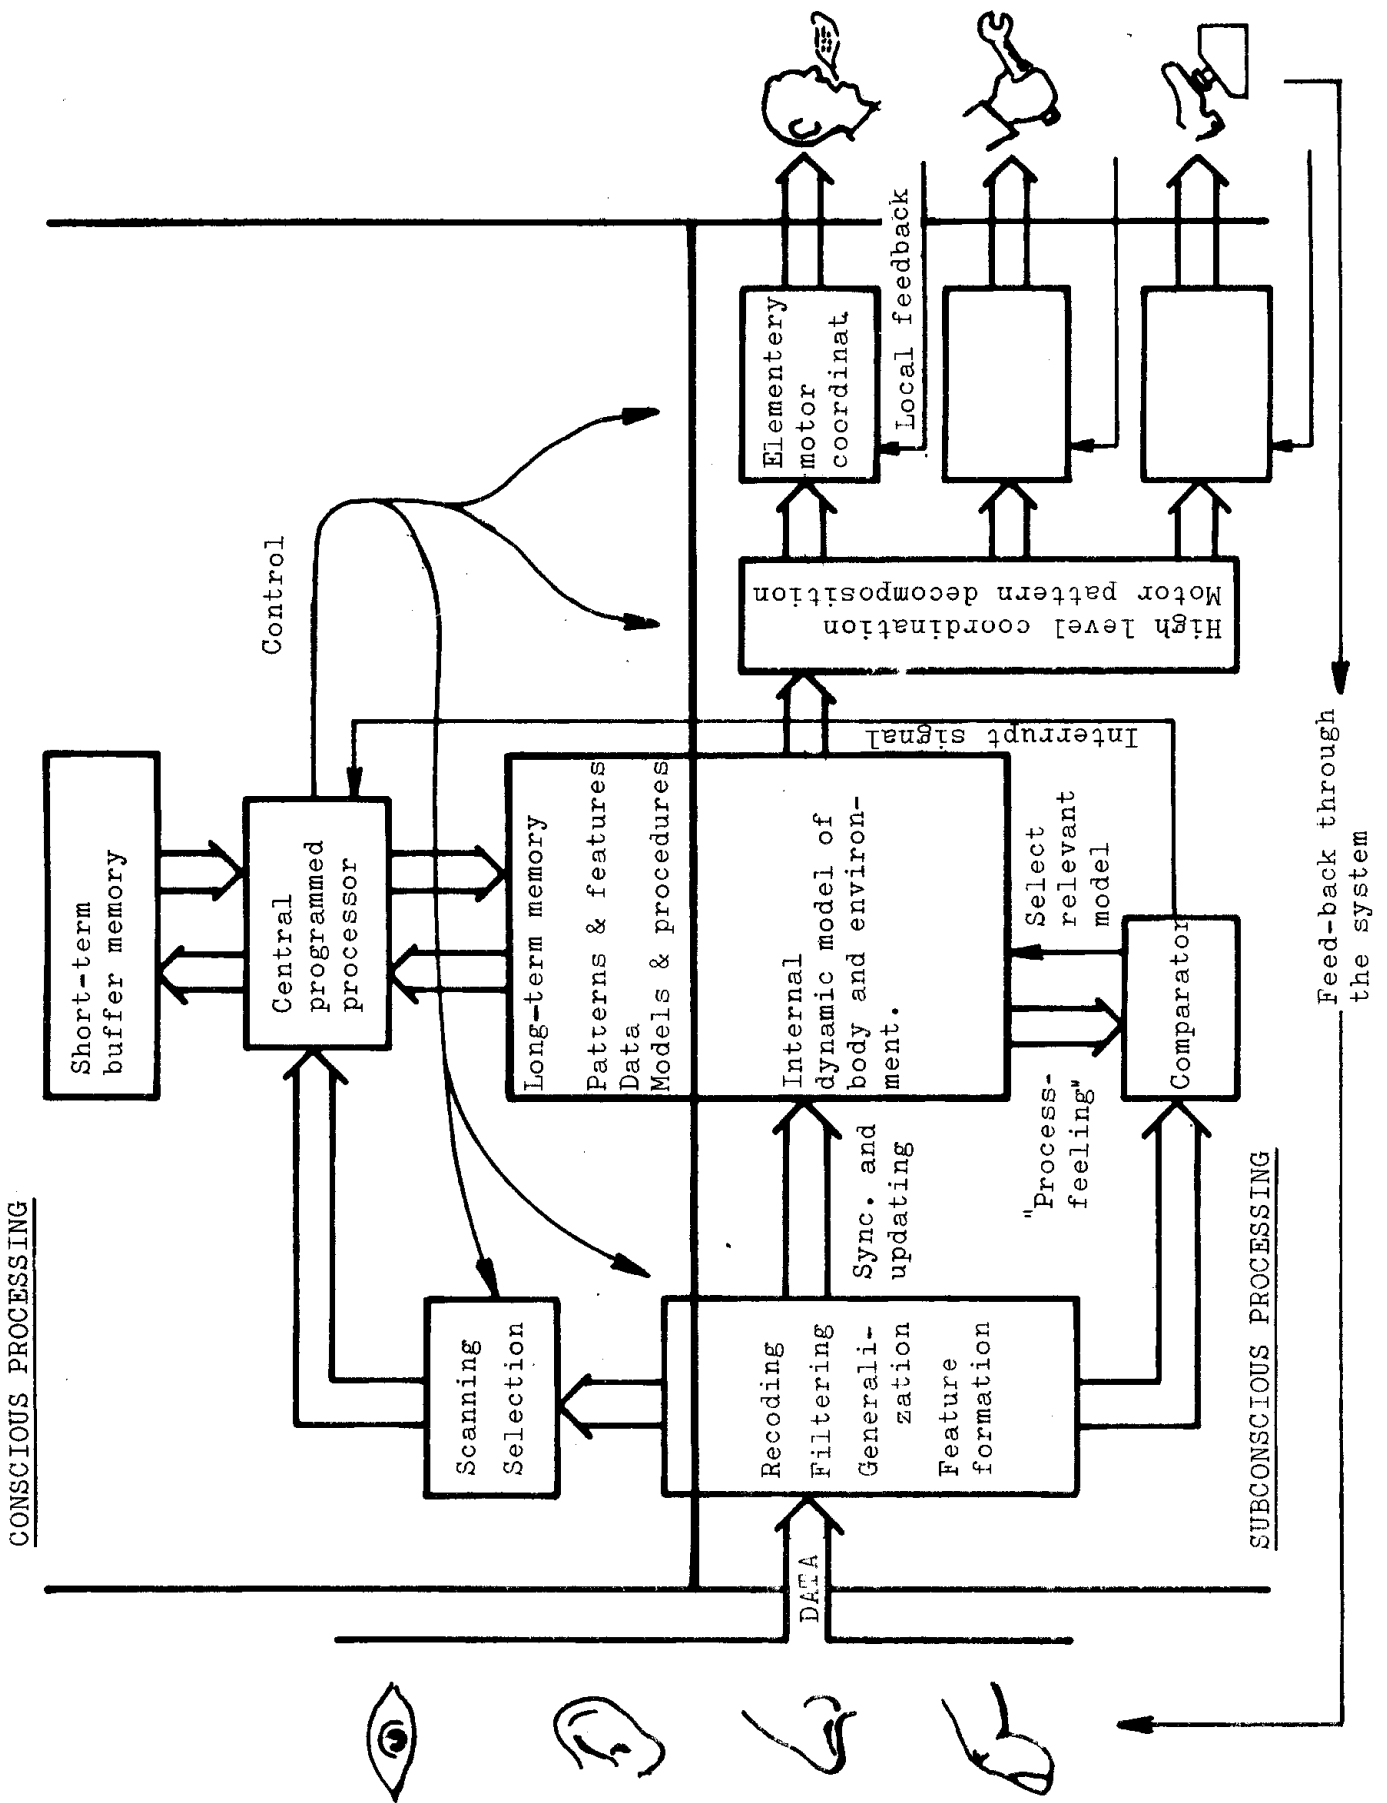 CONSCIOUS PROCESSING
Short-term
buffer memory
Central
programmed
processor
Control
Scanning
Selection
Long-term memory
Patterns & features
Data
Models & procedures
DATA
Recoding
Filtering
Generali-
zation
Feature
formation
Sync. and
updating
Internal
dynamic model of
body and environ-
ment.
Interrupt signal
High level coordination
Motor pattern decomposition
Elementery
motor
coordinat.
Local feedback
"Process-
feeling"
Select
relevant
model
Comparator
SUBCONSCIOUS PROCESSING
Feed-back through
the system